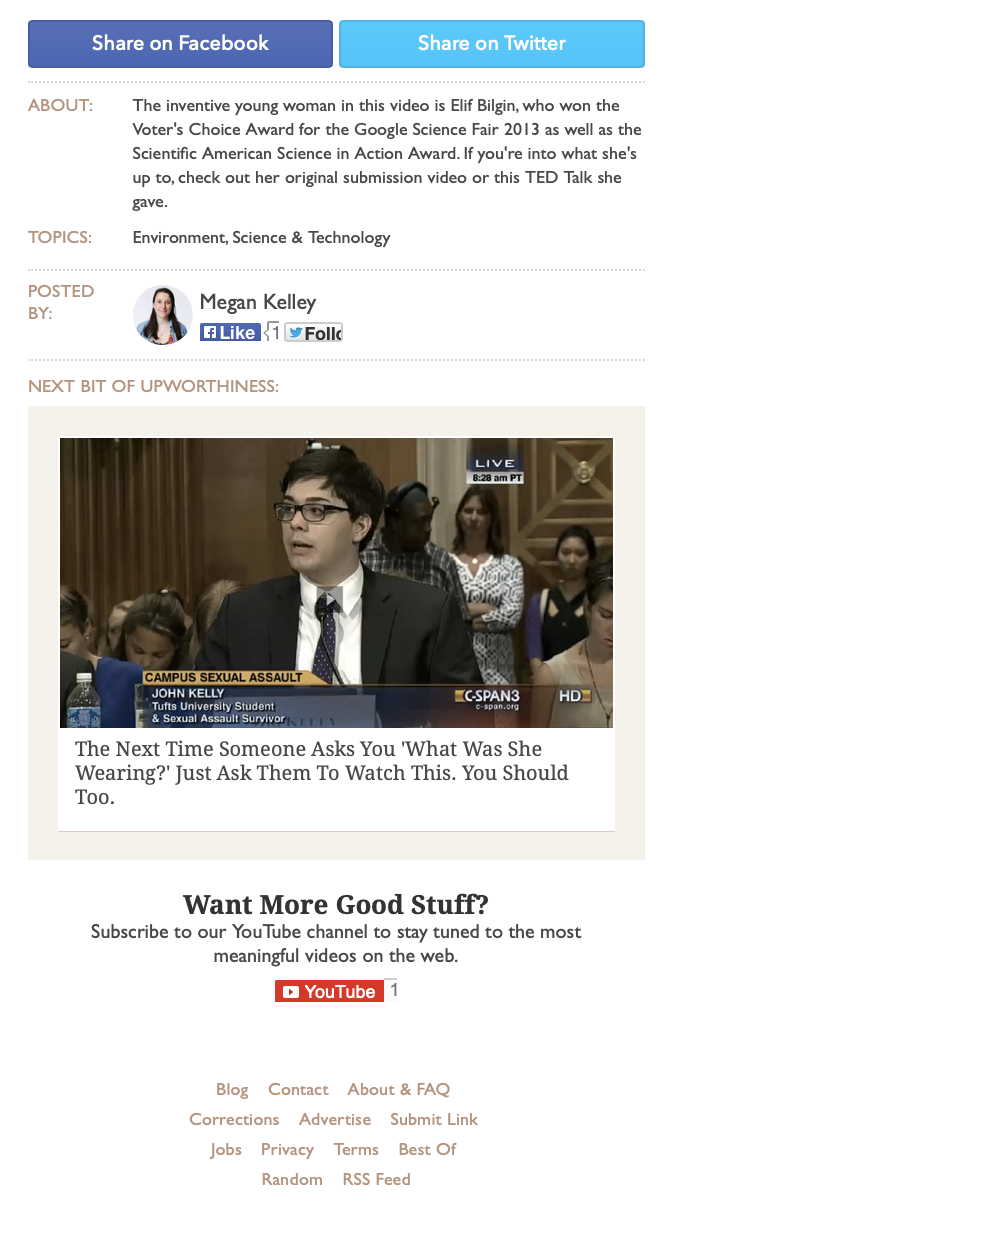 Share on Facebook
Share on Twitter
ABOUT:
The inventive young woman in this video is Elif Bilgin, who won the
Voter's Choice Award for the Google Science Fair 2013 as well as the
Scientific American Science in Action Award. If you're into what she's
up to, check out her original submission video or this TED Talk she
gave.
TOPICS:
Environment, Science & Technology
POSTED
BY:
Megan Kelley
Like
1
NEXT BIT OF UPWORTHINESS:
LIVE
8:28 am PT
CAMPUS SEXUAL ASSAULT
JOHN KELLY
Tufts University Student
& Sexual Assault Survivor
C-SPAN3
c-span.org
HD
The Next Time Someone Asks You 'What Was She
Wearing?' Just Ask Them To Watch This. You Should
Too.
Want More Good Stuff?
Subscribe to our YouTube channel to stay tuned to the most
meaningful videos on the web.
YouTube 1
Blog Contact About & FAQ
Corrections Advertise Submit Link
Jobs Privacy Terms Best Of
Random RSS Feed